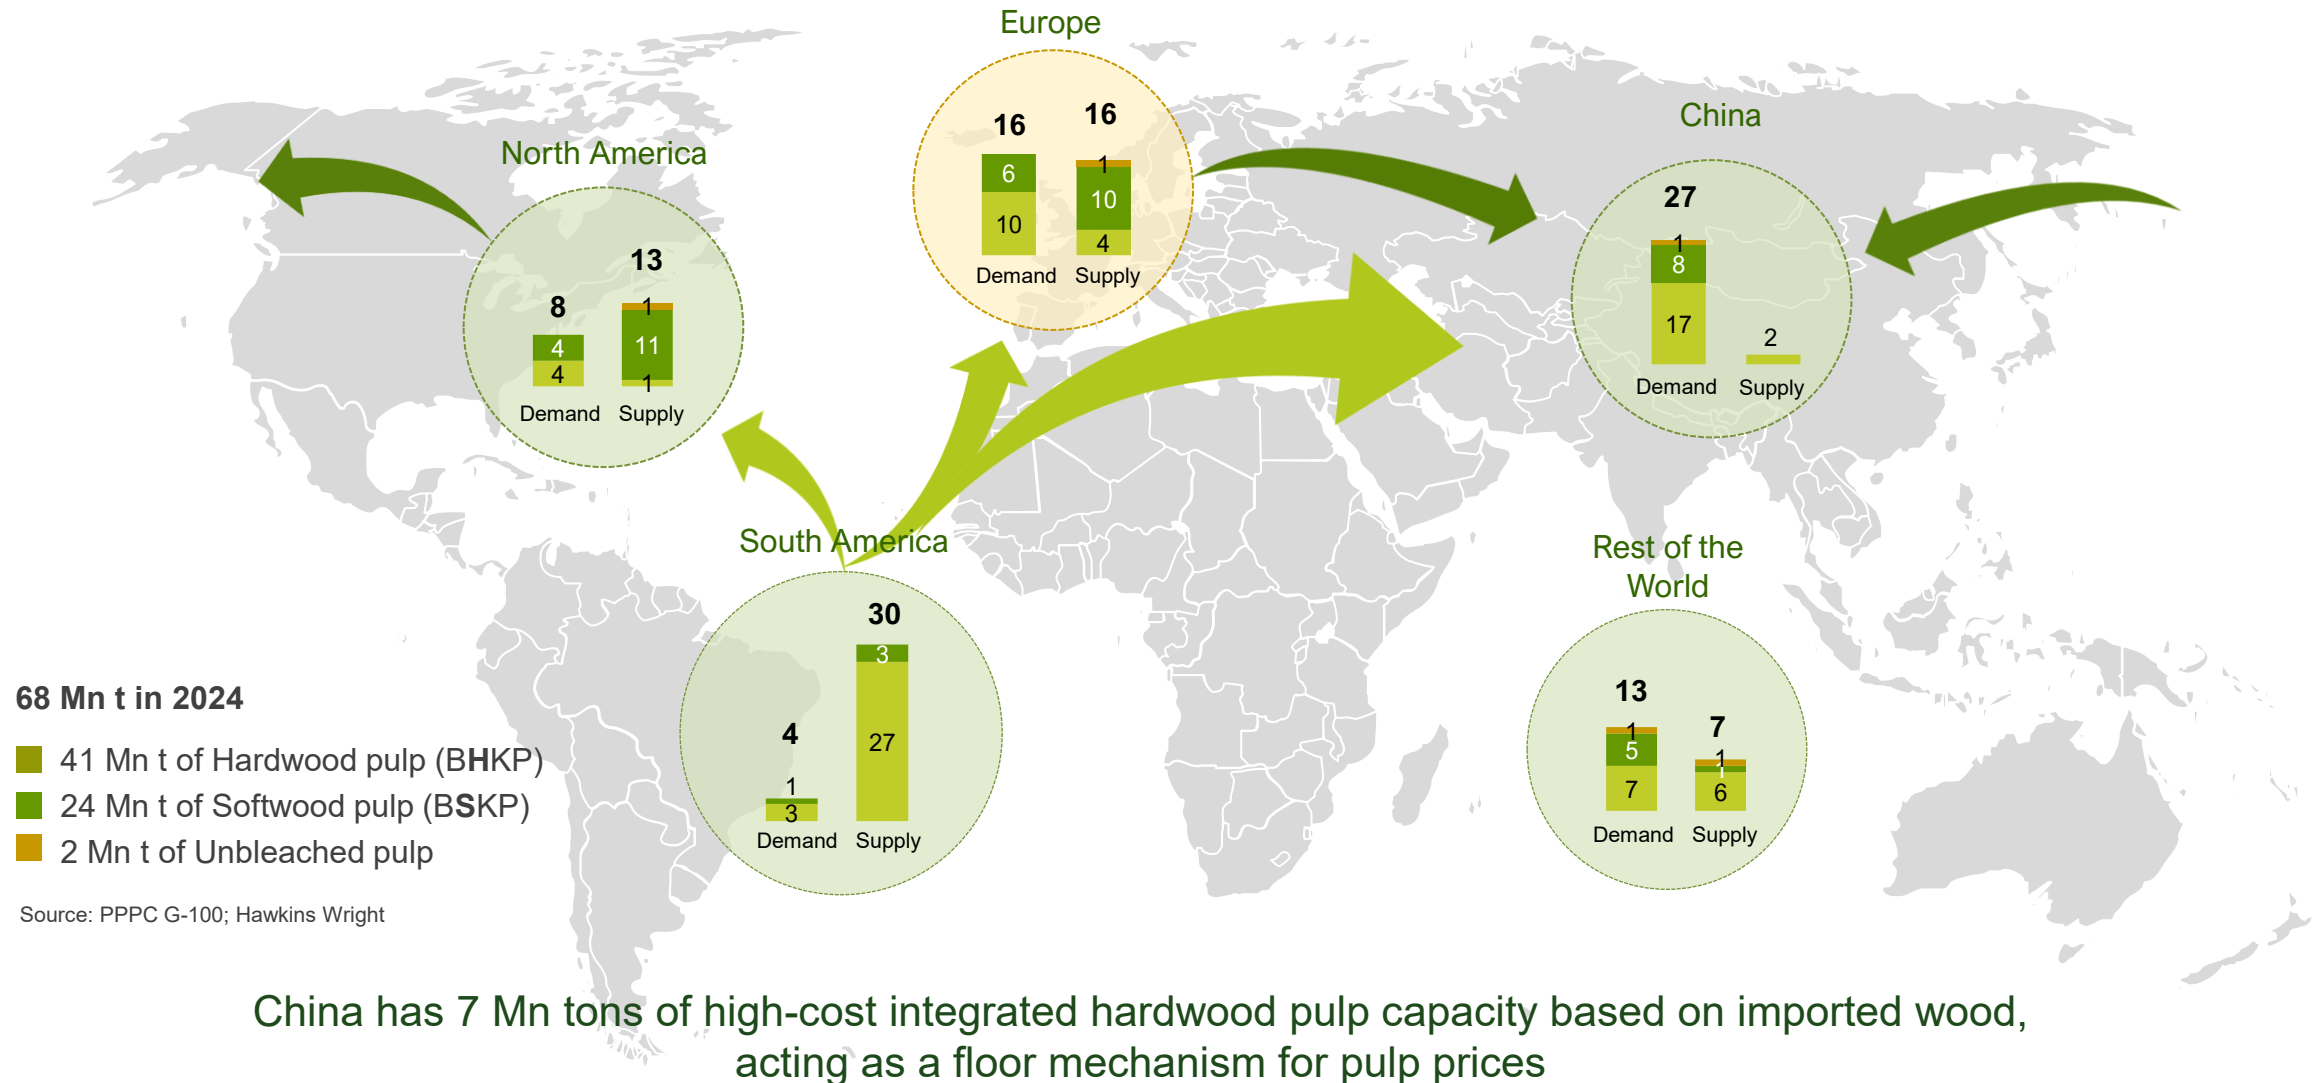 Europe
16
16
1
6
10
10
4
Demand
Supply
North America
13
8
1
4
11
4
1
Demand
Supply
China
27
1
8
17
2
Demand
Supply
South America
30
3
4
27
1
3
Demand
Supply
Rest of the
World
13
7
1
1
5
1
7
6
Demand
Supply
68 Mn t in 2024
41 Mn t of Hardwood pulp (BHKP)
24 Mn t of Softwood pulp (BSKP)
2 Mn t of Unbleached pulp
Source: PPPC G-100; Hawkins Wright
China has 7 Mn tons of high-cost integrated hardwood pulp capacity based on imported wood,
acting as a floor mechanism for pulp prices